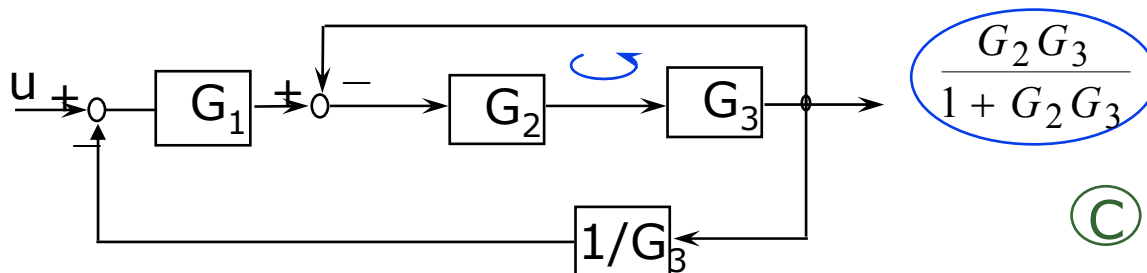 u + − G₁ + − G₂ G₃
G₂G₃
1 + G₂G₃
1/G₃
C